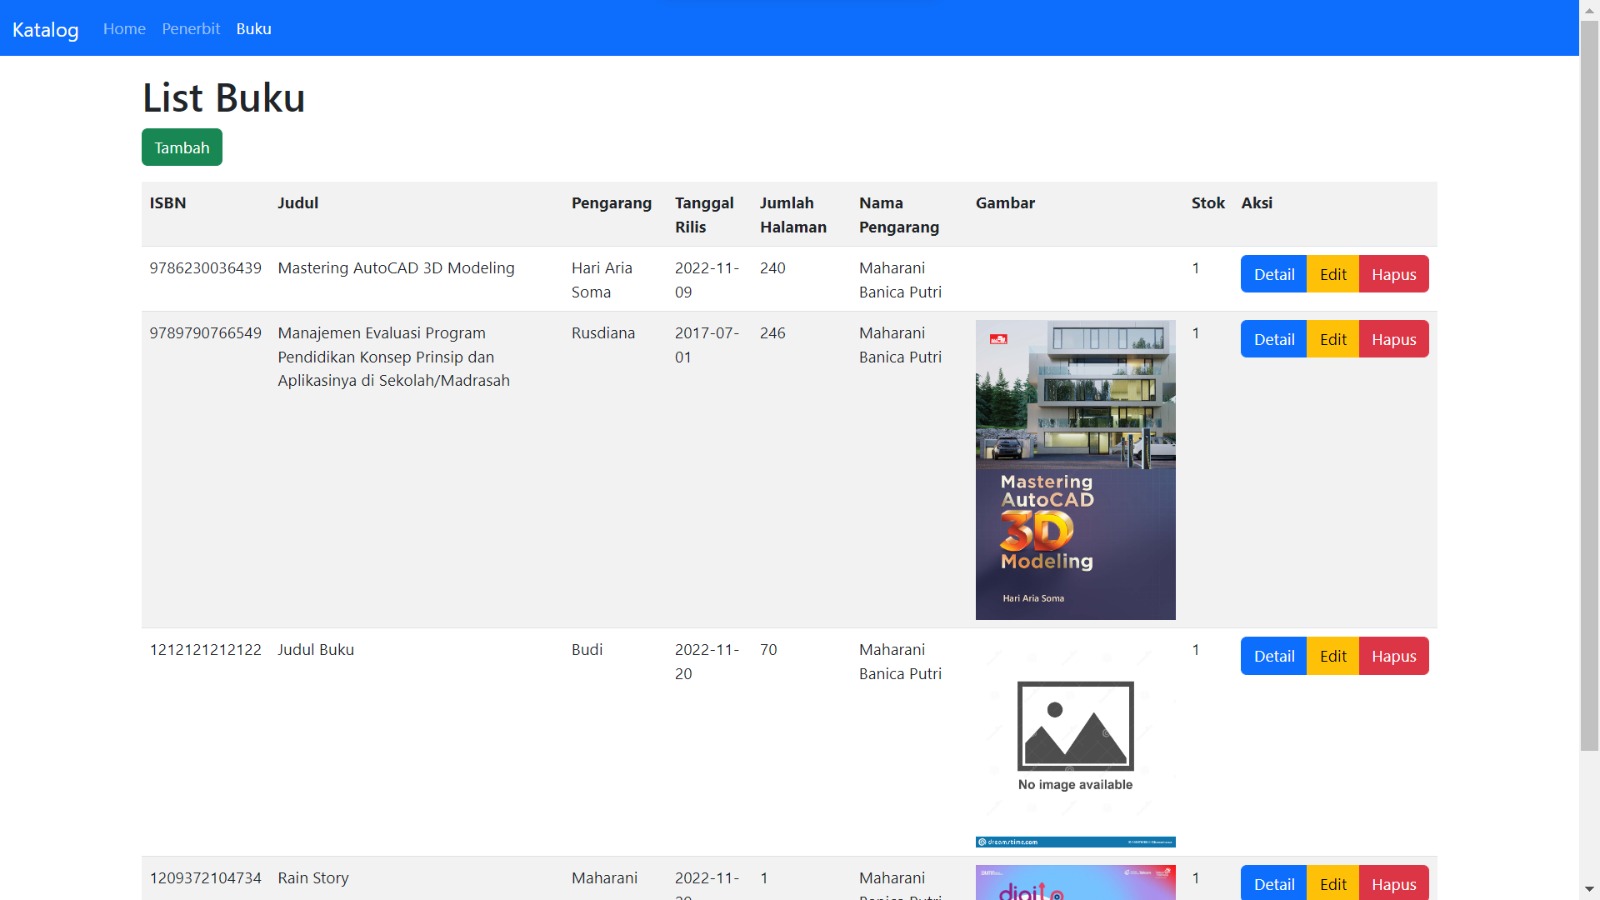 Katalog Home Penerbit Buku
List Buku
Tambah
ISBN Judul Pengarang Tanggal Rilis Jumlah Halaman Nama Pengarang Gambar Stok Aksi
9786230036439 Mastering AutoCAD 3D Modeling Hari Aria Soma 2022-11-09 240 Maharani Banica Putri 1 Detail Edit Hapus
9789790766549 Manajemen Evaluasi Program Rusdiana 2017-07-01 246 Maharani Banica Putri 1 Detail Edit Hapus
Pendidikan Konsep Prinsip dan
Aplikasinya di Sekolah/Madrasah
Mastering
AutoCAD
3D
Modeling
Hari Aria Soma
1212121212122 Judul Buku Budi 2022-11-20 70 Maharani Banica Putri 1 Detail Edit Hapus
No image available
dreamstime.com
1209372104734 Rain Story Maharani 2022-11- 1 Maharani 1 Detail Edit Hapus